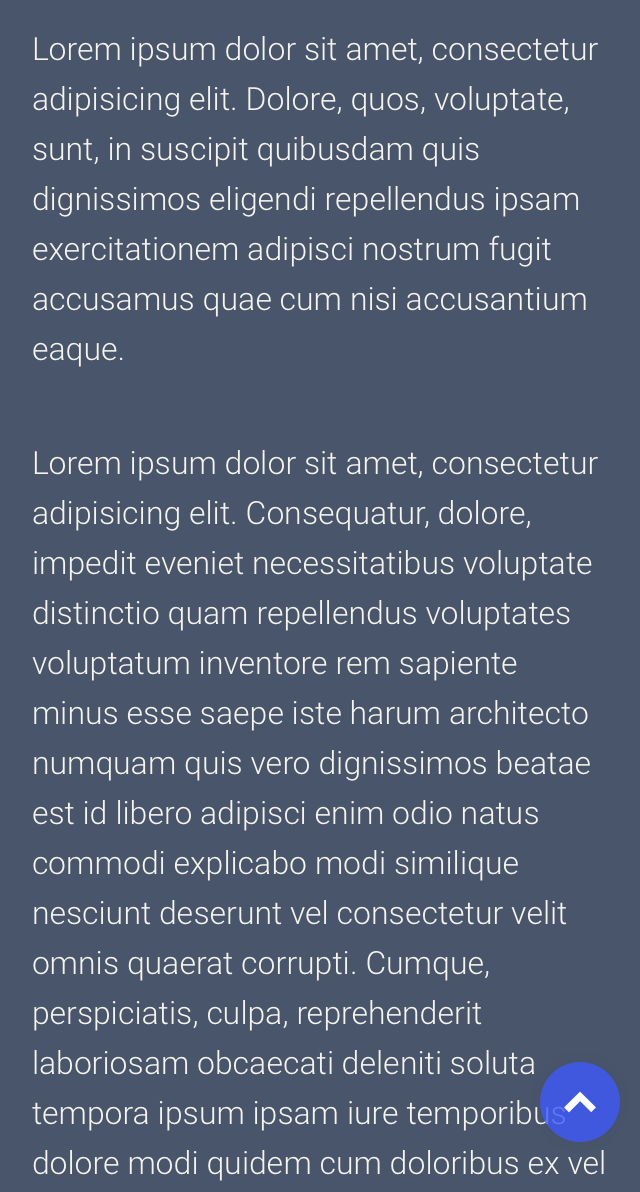 Lorem ipsum dolor sit amet, consectetur
adipisicing elit. Dolore, quos, voluptate,
sunt, in suscipit quibusdam quis
dignissimos eligendi repellendus ipsam
exercitationem adipisci nostrum fugit
accusamus quae cum nisi accusantium
eaque.
Lorem ipsum dolor sit amet, consectetur
adipisicing elit. Consequatur, dolore,
impedit eveniet necessitatibus voluptate
distinctio quam repellendus voluptates
voluptatum inventore rem sapiente
minus esse saepe iste harum architecto
numquam quis vero dignissimos beatae
est id libero adipisci enim odio natus
commodi explicabo modi similique
nesciunt deserunt vel consectetur velit
omnis quaerat corrupti. Cumque,
perspiciatis, culpa, reprehenderit
laboriosam obcaecati deleniti soluta
tempora ipsum ipsam iure temporibus
dolore modi quidem cum doloribus ex vel